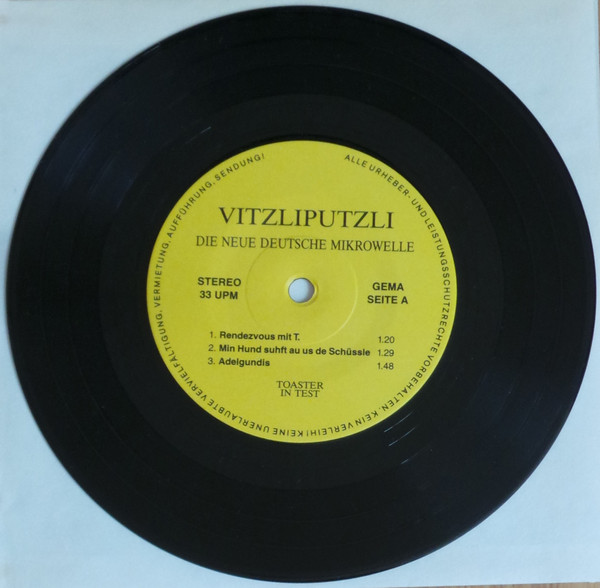 ALLE URHEBER- UND LEISTUNGSSCHUTZRECHTE VORBEHALTEN. KEIN VERLEIH! KEINE UNERLAUBTE VERVIELFÄLTIGUNG, VERMIETUNG, AUFFÜHRUNG, SENDUNG!
VITZLIPUTZLI
DIE NEUE DEUTSCHE MIKROWELLE
STEREO
33 UPM
GEMA
SEITE A
1. Rendezvous mit T. 1.20
2. Min Hund suhft au us de Schüssle 1.29
3. Adelgundis 1.48
TOASTER
IN TEST